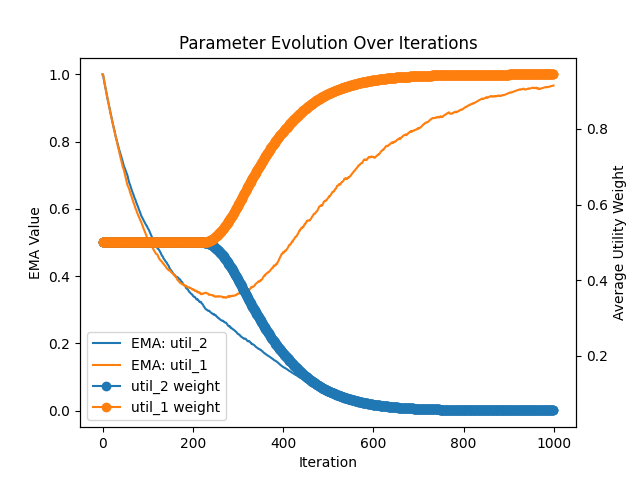 Parameter Evolution Over Iterations
1.0
0.8
0.6
0.4
0.2
0.0
EMA Value
0.8
0.6
0.4
0.2
Average Utility Weight
EMA: util_2
EMA: util_1
util_2 weight
util_1 weight
0 200 400 600 800 1000
Iteration